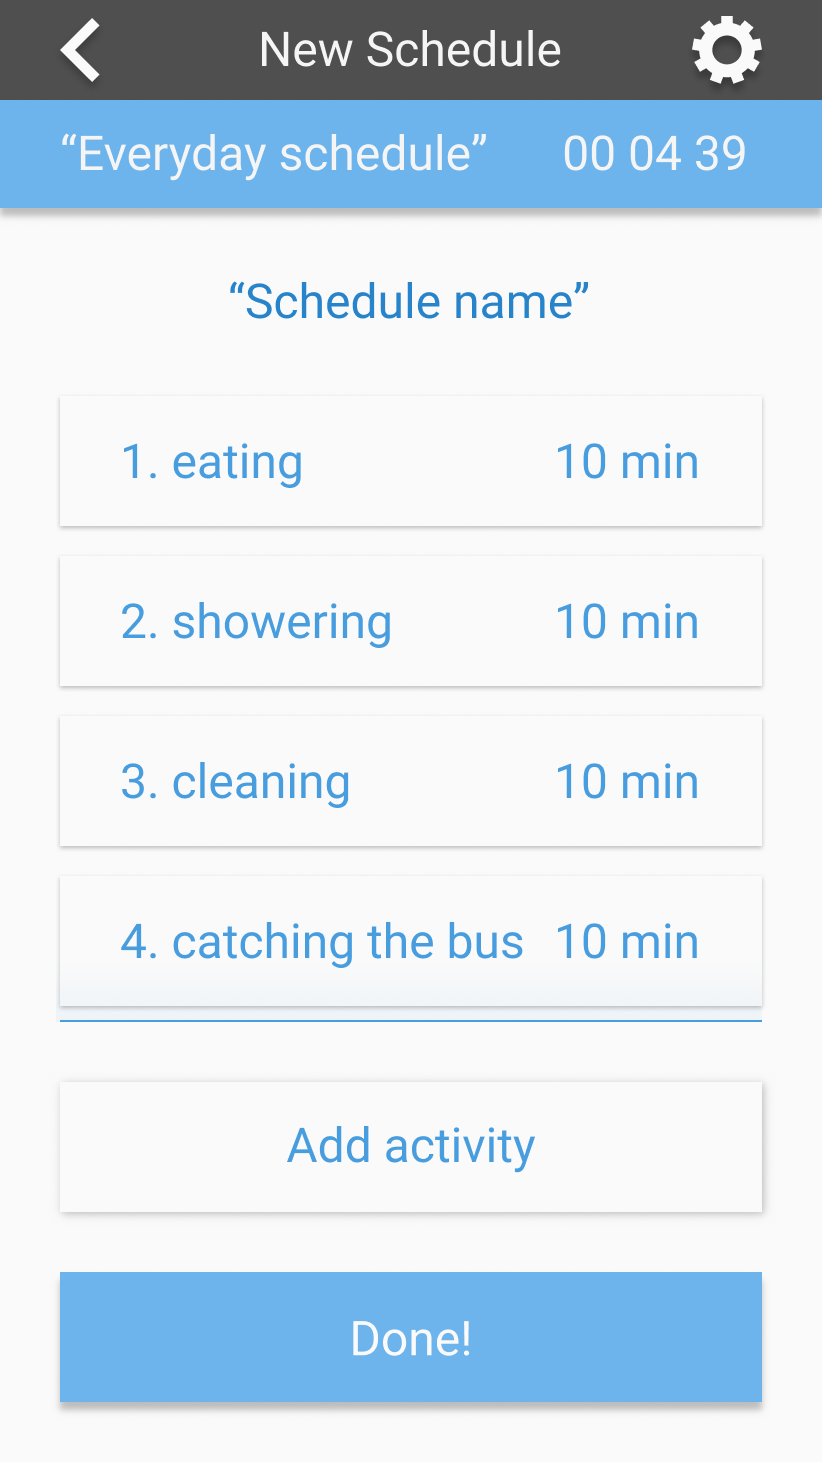 New Schedule
“Everyday schedule” 00 04 39
“Schedule name”
1. eating 10 min
2. showering 10 min
3. cleaning 10 min
4. catching the bus 10 min
Add activity
Done!